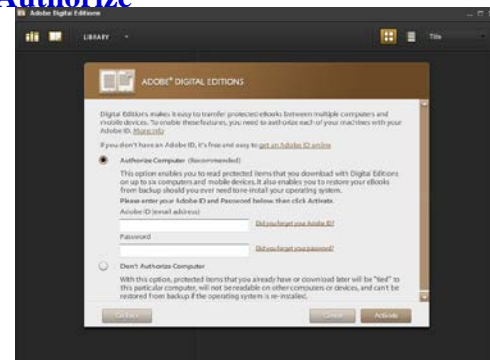 Authorize
Adobe Digital Editions
LIBRARY
Title
ADOBE® DIGITAL EDITIONS
Digital Editions makes it easy to transfer protected eBooks between multiple computers and
mobile devices. To enable these features, you need to authorize each of your machines with your
Adobe ID. More info
If you don't have an Adobe ID, it's free and easy to get an Adobe ID online
Authorize Computer (Recommended)
This option enables you to read protected items that you download with Digital Editions
on up to six computers and mobile devices. It also enables you to restore your eBooks
from backup should you ever need to re-install your operating system.
Please enter your Adobe ID and Password below, then click Activate.
Adobe ID (email address)
Did you forget your Adobe ID?
Password
Did you forget your password?
Don't Authorize Computer
With this option, protected items that you already have or download later will be "tied" to
this particular computer, will not be readable on other computers or devices, and can't be
restored from backup if the operating system is re-installed.
Cancel
Activate